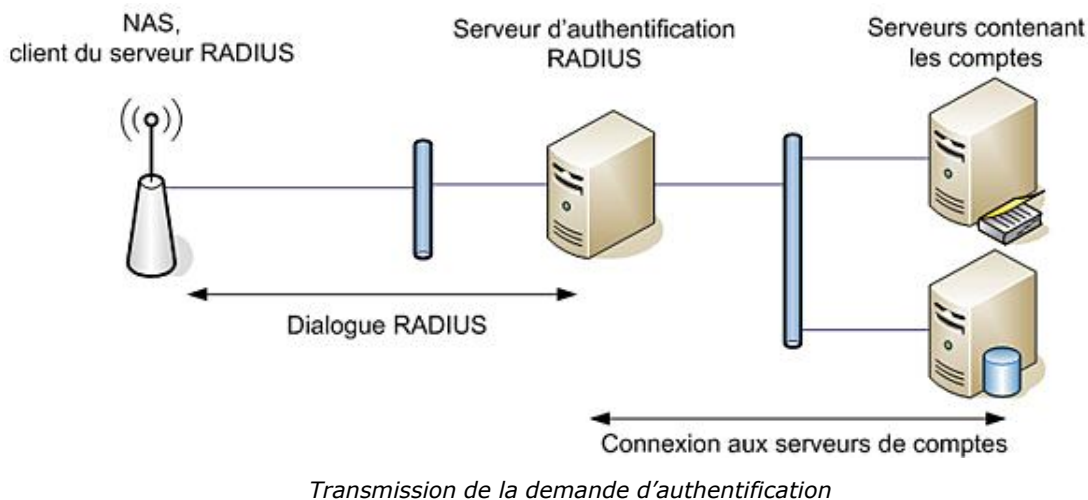 NAS,
client du serveur RADIUS
Serveur d'authentification
RADIUS
Serveurs contenant
les comptes
Dialogue RADIUS
Connexion aux serveurs de comptes
Transmission de la demande d'authentification